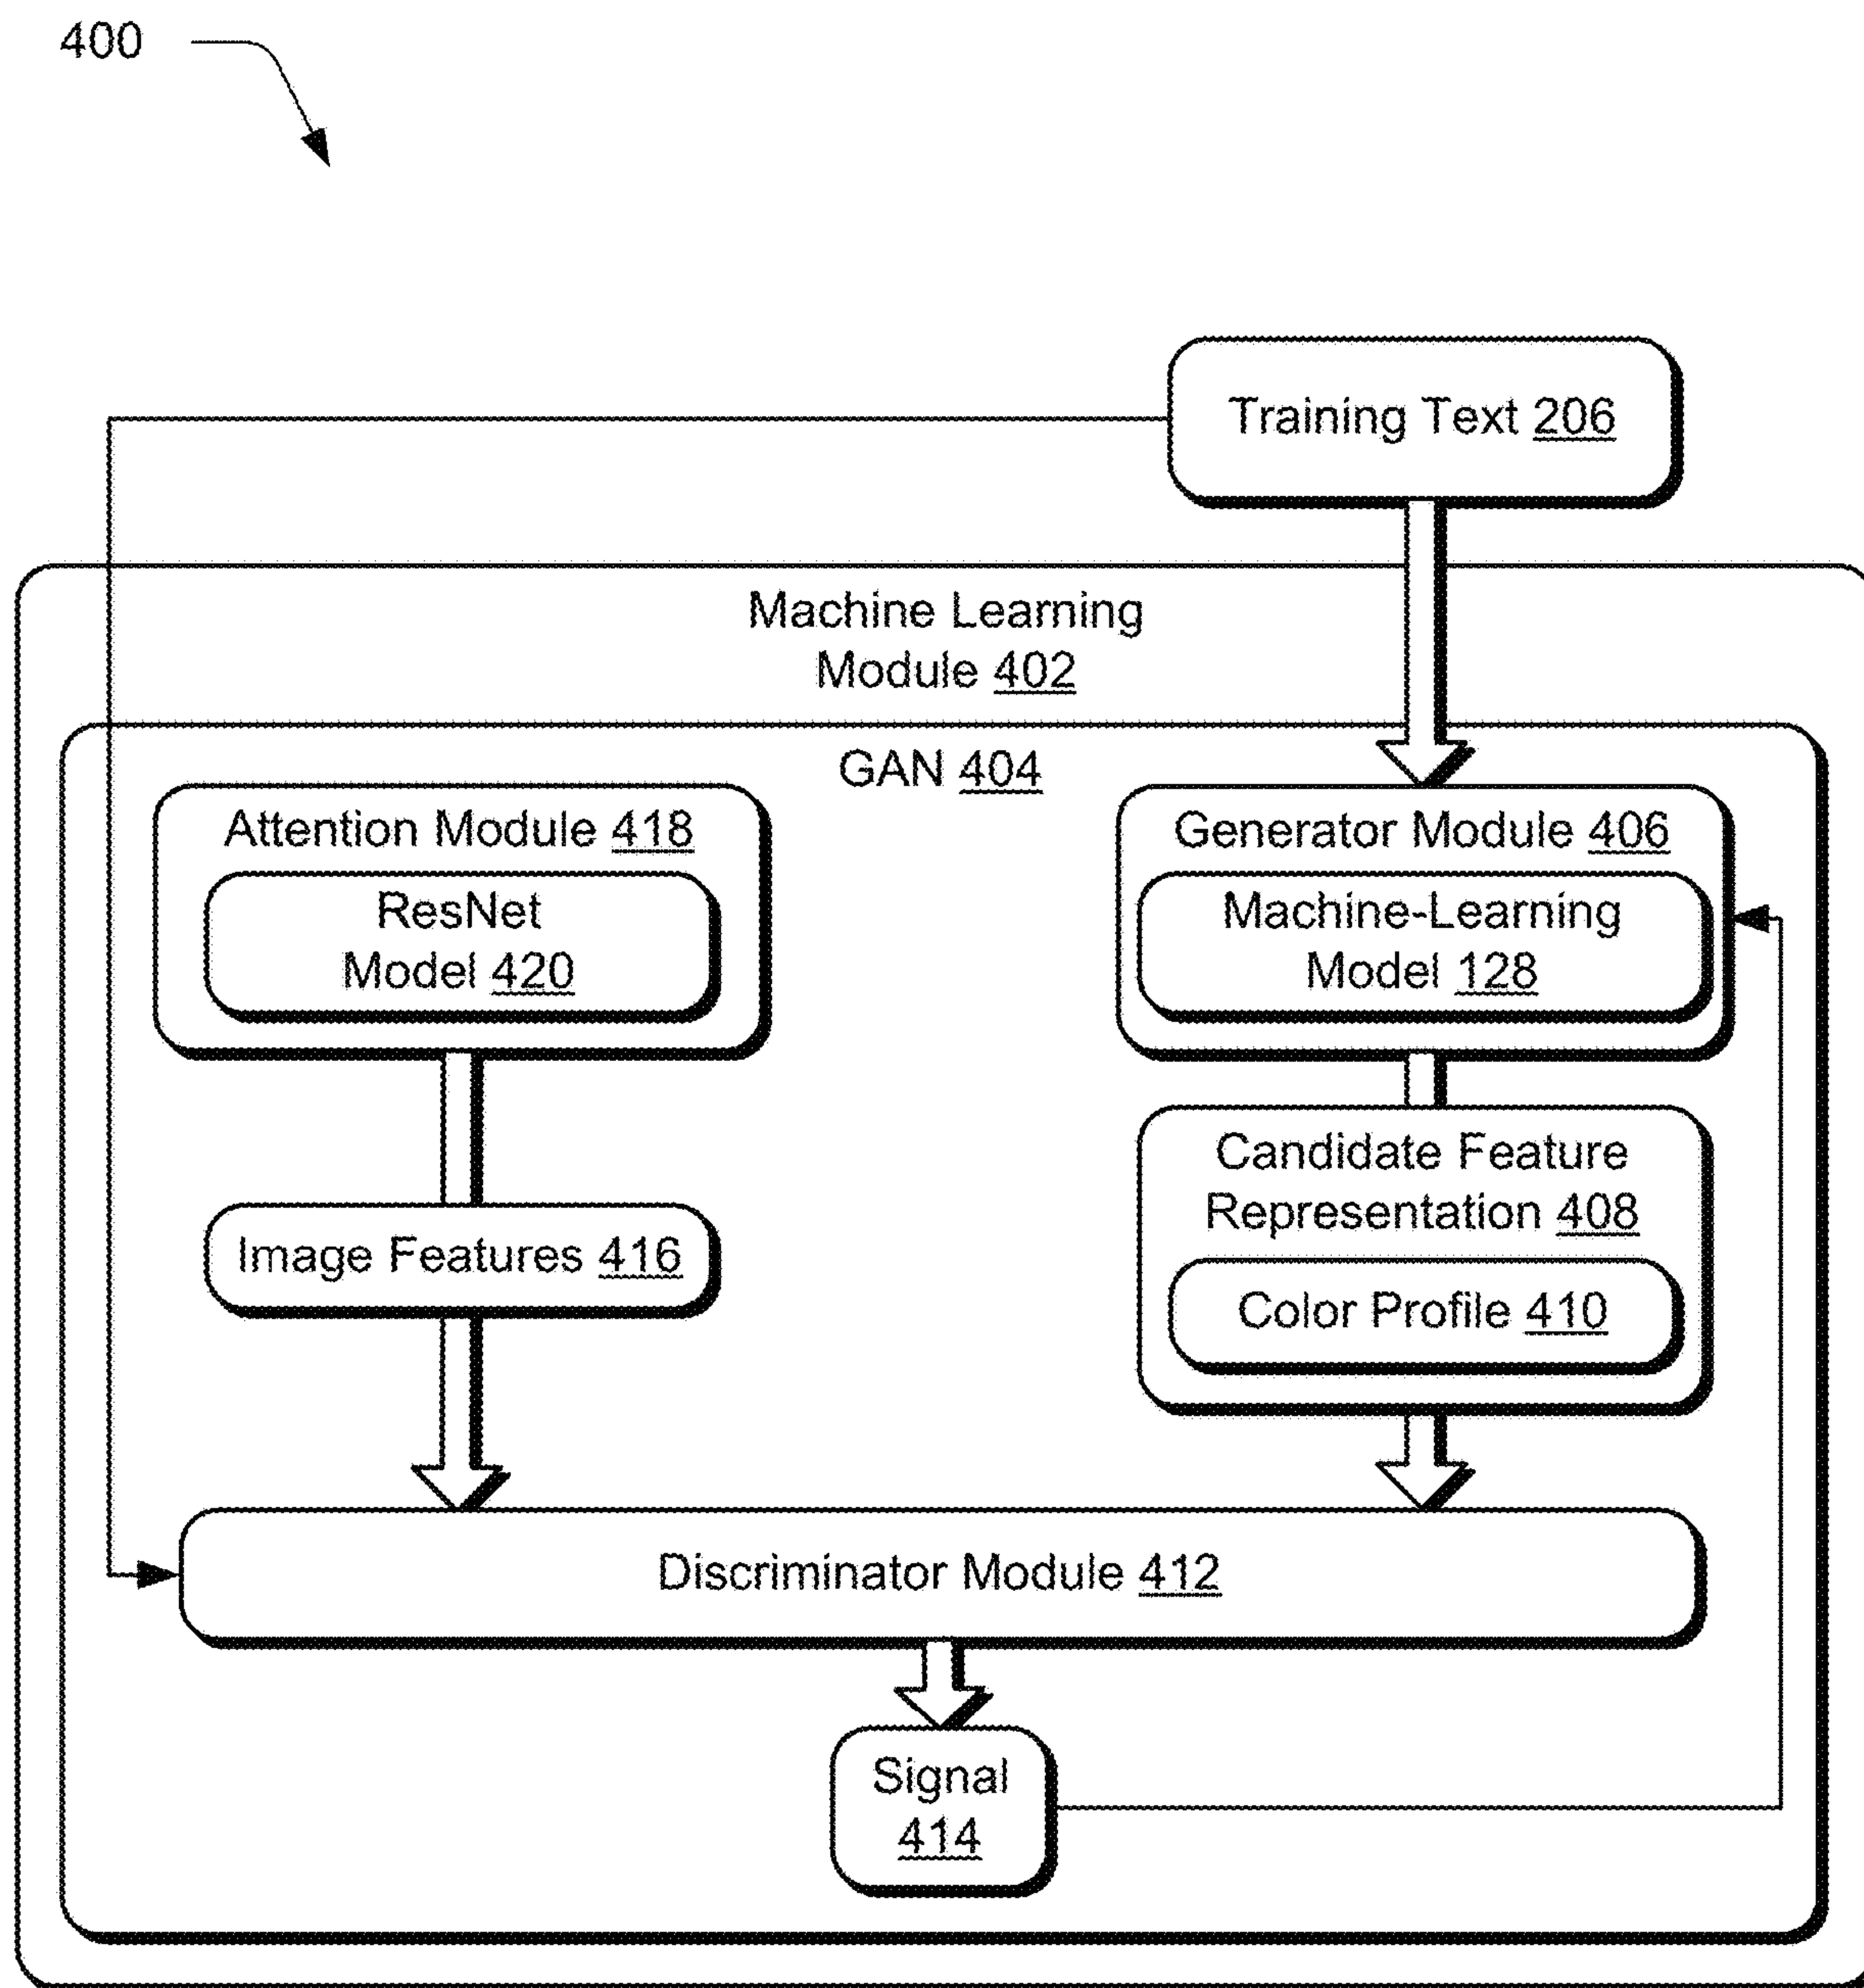 400
Training Text 206
Machine Learning
Module 402
GAN 404
Attention Module 418
ResNet
Model 420
Generator Module 406
Machine-Learning
Model 128
Image Features 416
Candidate Feature
Representation 408
Color Profile 410
Discriminator Module 412
Signal
414